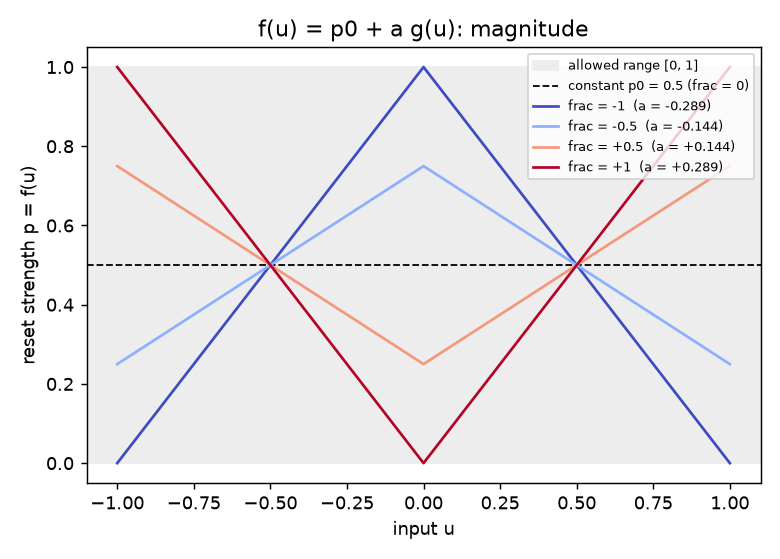 f(u) = p0 + a g(u): magnitude
allowed range [0, 1]
constant p0 = 0.5 (frac = 0)
frac = -1  (a = -0.289)
frac = -0.5  (a = -0.144)
frac = +0.5  (a = +0.144)
frac = +1  (a = +0.289)
reset strength p = f(u)
1.0
0.8
0.6
0.4
0.2
0.0
−1.00 −0.75 −0.50 −0.25 0.00 0.25 0.50 0.75 1.00
input u